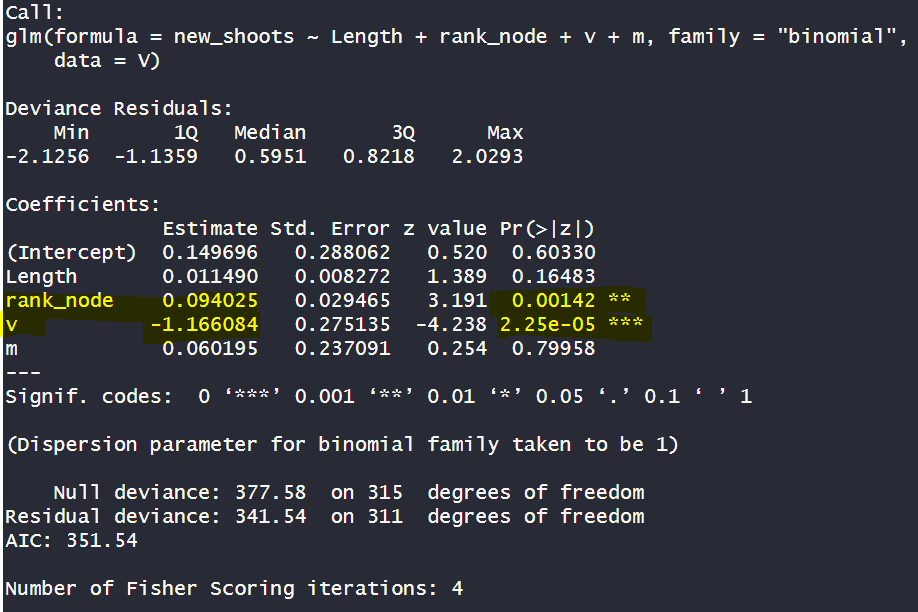 Call:
glm(formula = new_shoots ~ Length + rank_node + v + m, family = "binomial",
    data = V)

Deviance Residuals:
    Min       1Q   Median       3Q      Max
-2.1256  -1.1359   0.5951   0.8218   2.0293

Coefficients:
             Estimate Std. Error z value Pr(>|z|)
(Intercept)  0.149696   0.288062   0.520  0.60330
Length       0.011490   0.008272   1.389  0.16483
rank_node    0.094025   0.029465   3.191  0.00142 **
v           -1.166084   0.275135  -4.238 2.25e-05 ***
m            0.060195   0.237091   0.254  0.79958
---
Signif. codes:  0 ‘***’ 0.001 ‘**’ 0.01 ‘*’ 0.05 ‘.’ 0.1 ‘ ’ 1

(Dispersion parameter for binomial family taken to be 1)

    Null deviance: 377.58  on 315  degrees of freedom
Residual deviance: 341.54  on 311  degrees of freedom
AIC: 351.54

Number of Fisher Scoring iterations: 4